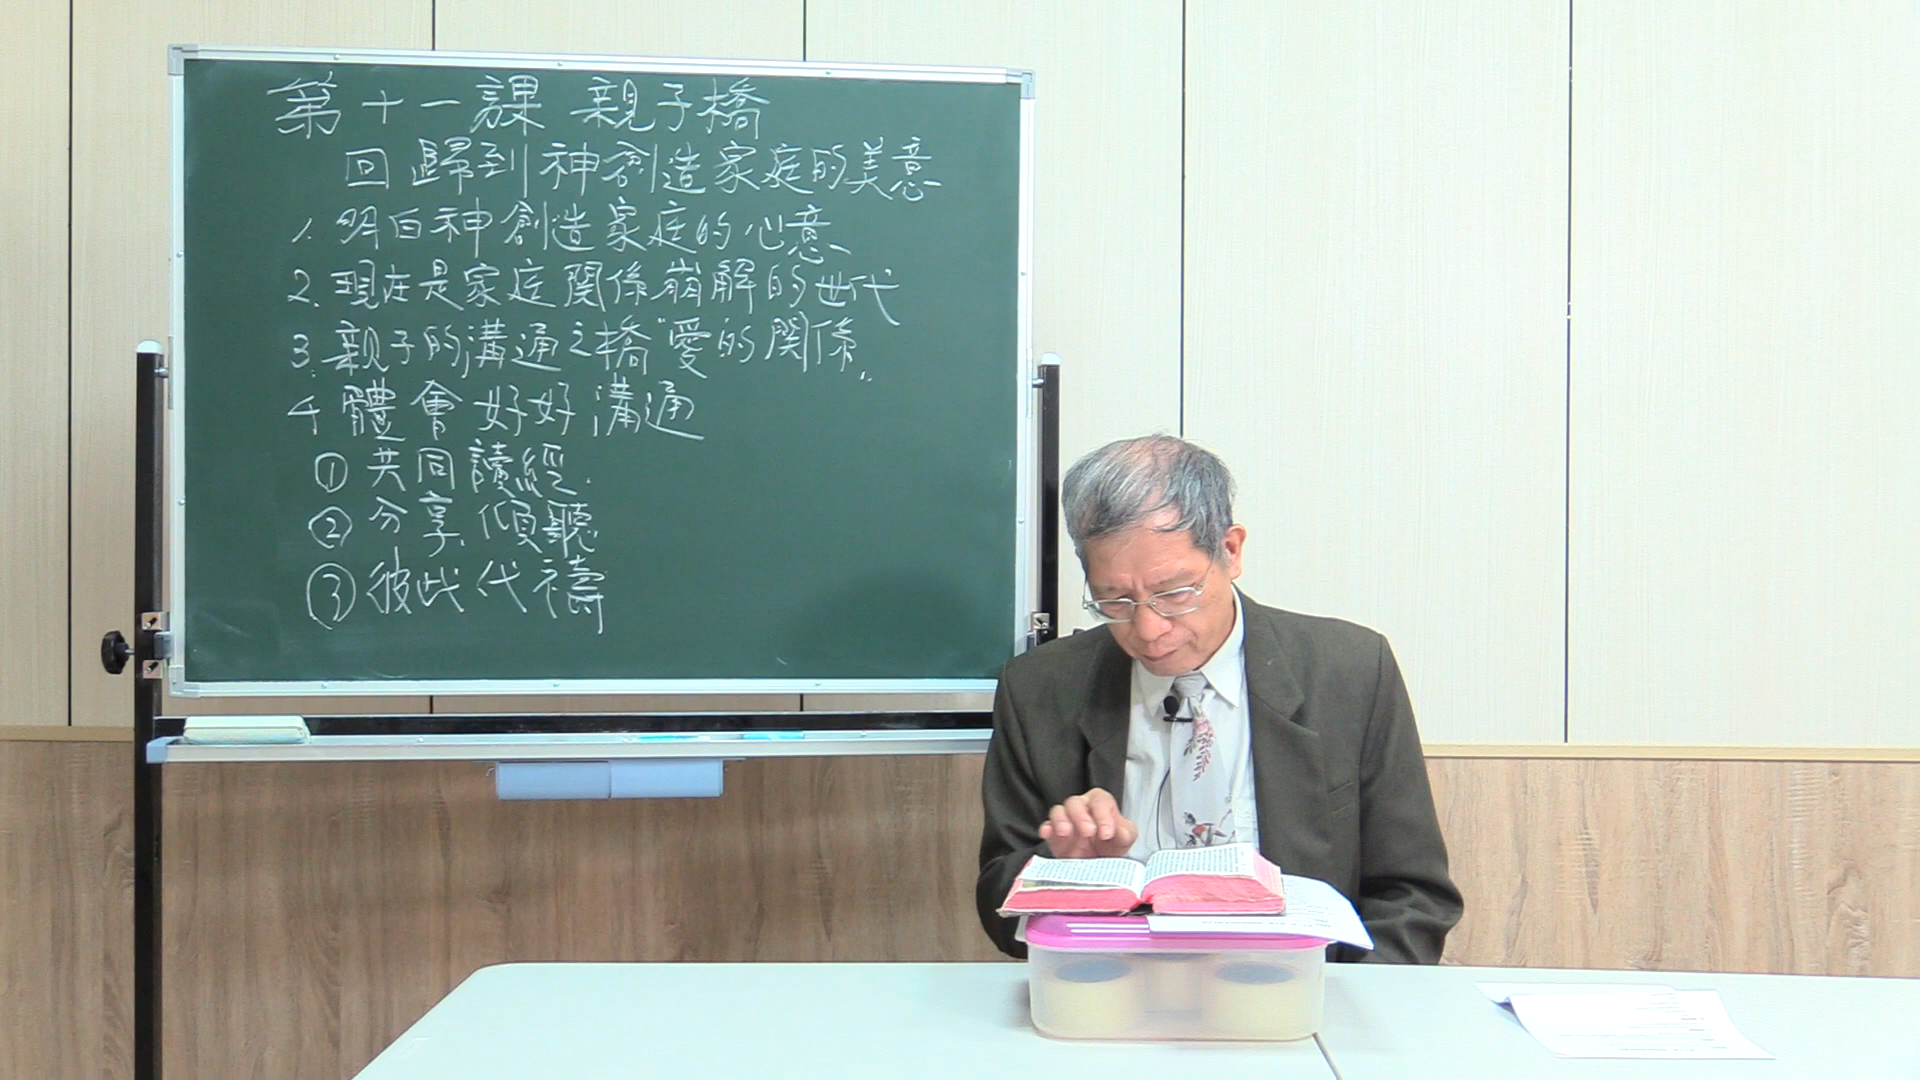 第十一課 親子橋
回歸到神創造家庭的美意
1. 明白神創造家庭的心意
2. 現在是家庭關係崩解的世代
3. 親子的溝通之橋"愛的關係"
4 體會好好溝通
① 共同讀經.
② 分享、傾聽
③ 彼此代禱